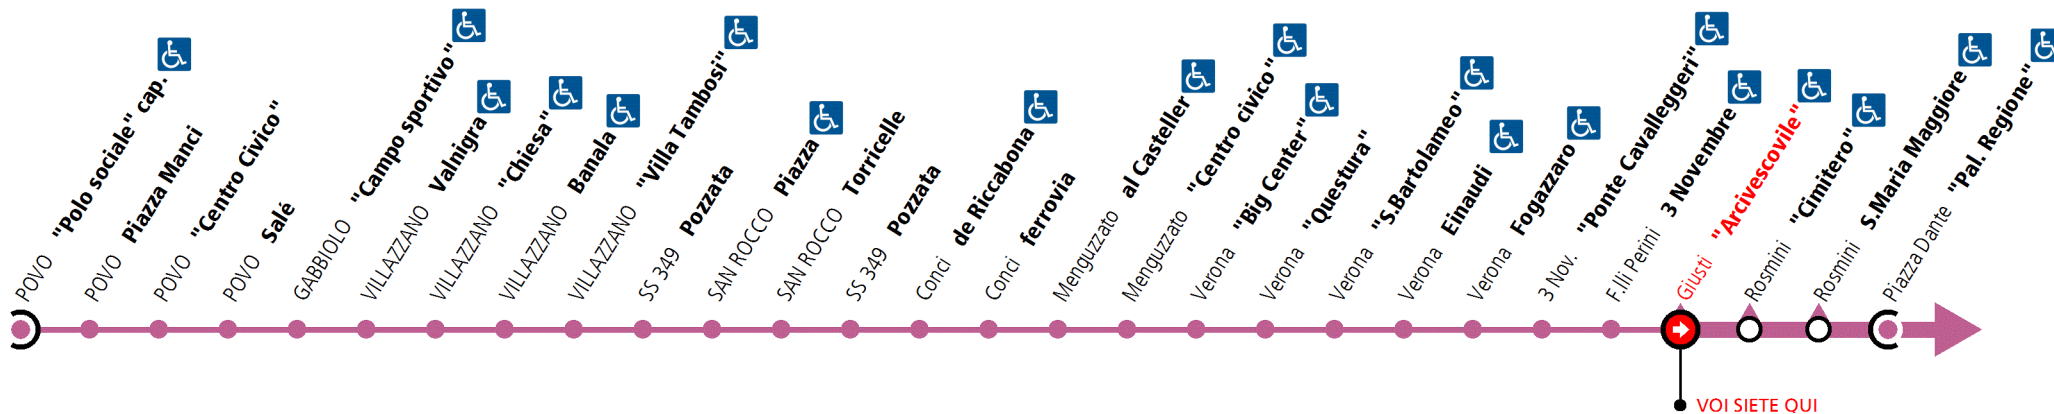 POVO "Polo sociale" cap.
POVO Piazza Manci
POVO "Centro Civico"
POVO Salé
GABBIOLO "Campo sportivo"
VILLAZZANO Valnigra
VILLAZZANO "Chiesa"
VILLAZZANO Banala
VILLAZZANO "Villa Tambosi"
SS 349 Pozzata
SAN ROCCO Piazza
SAN ROCCO Torricelle
SS 349 Pozzata
Conci de Riccabona
Conci ferrovia
Menguzzato al Casteller
Menguzzato "Centro civico"
Verona "Big Center"
Verona "Questura"
Verona "S.Bartolameo"
Verona Einaudi
Verona Fogazzaro
3 Nov. "Ponte Cavalleggeri"
F.lli Perini 3 Novembre
Giusti "Arcivescovile"
Rosmini "Cimitero"
Rosmini S.Maria Maggiore
Piazza Dante "Pal. Regione"
VOI SIETE QUI